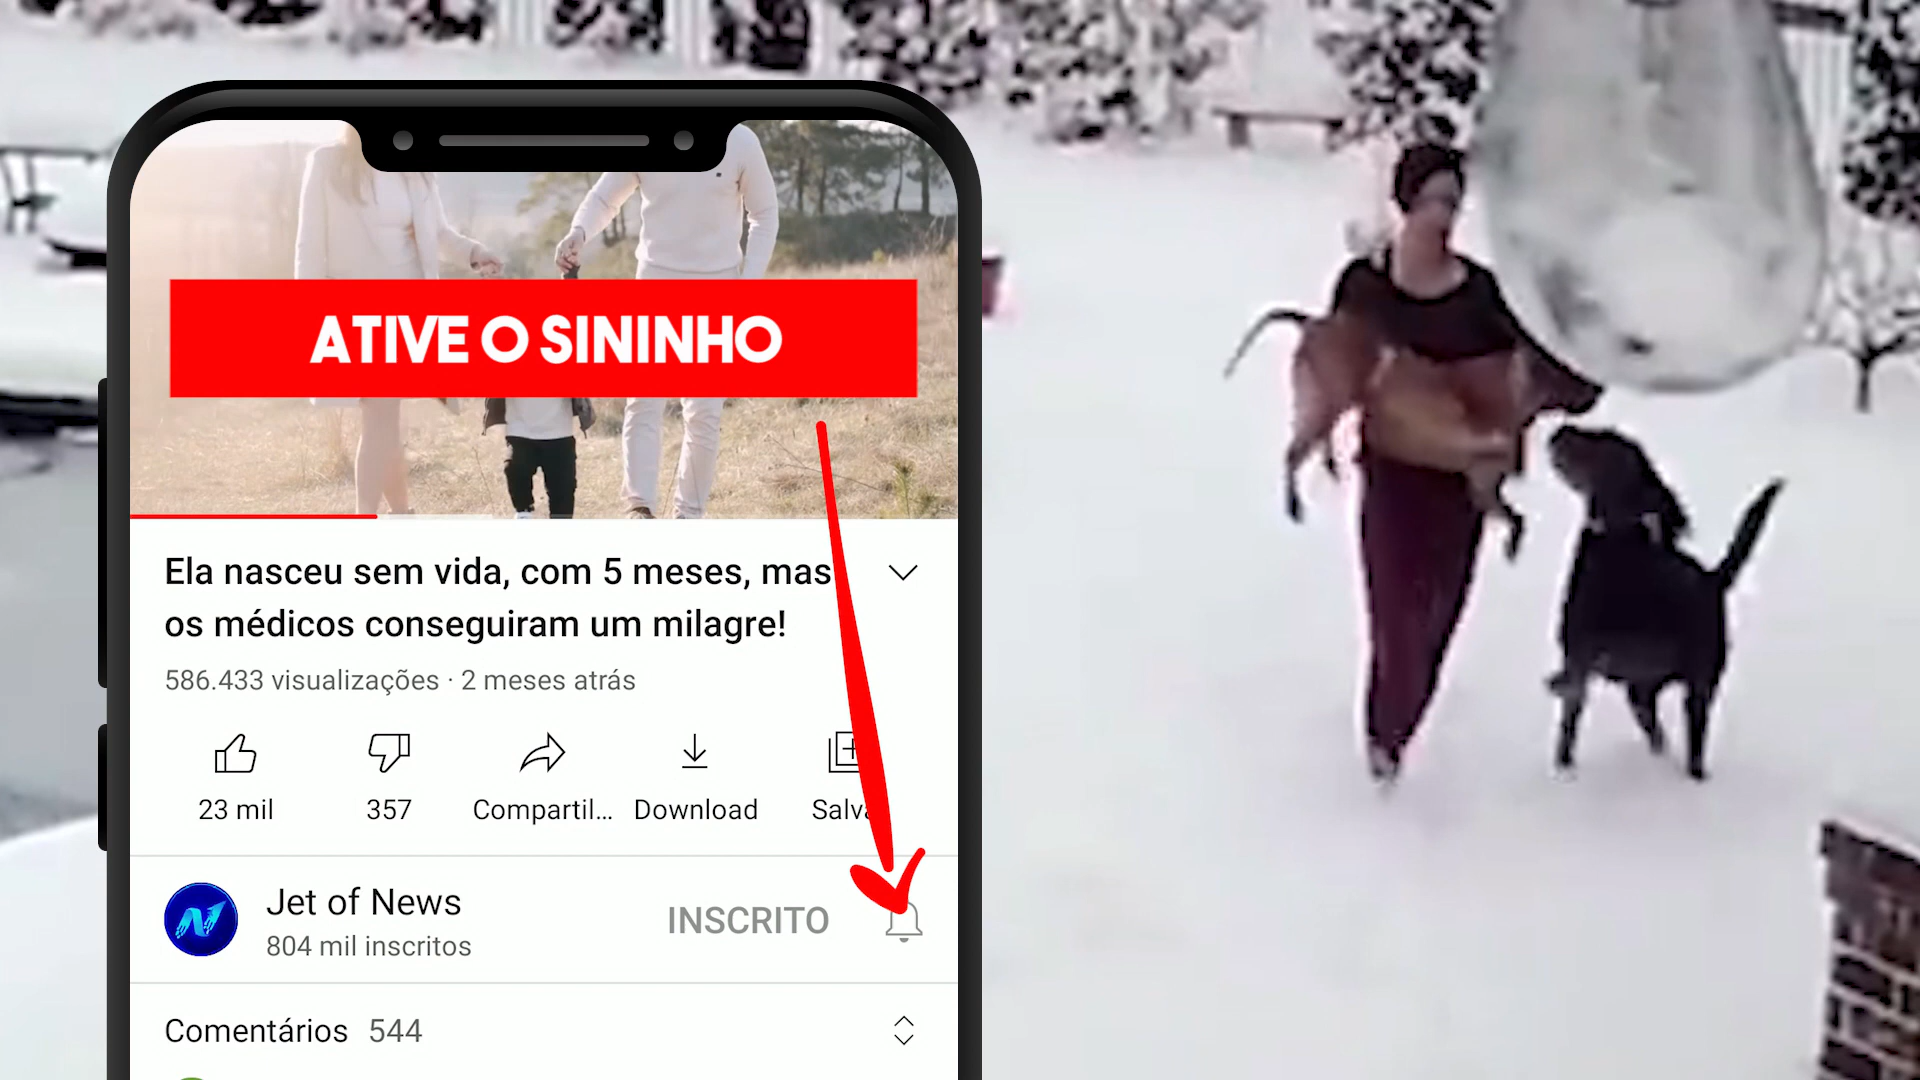 ATIVE O SININHO
Ela nasceu sem vida, com 5 meses, mas
os médicos conseguiram um milagre!
586.433 visualizações · 2 meses atrás
23 mil
357
Compartil...
Download
Salva
Jet of News
804 mil inscritos
INSCRITO
Comentários 544